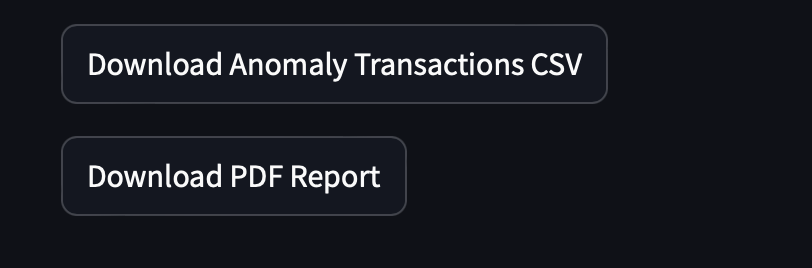 Download Anomaly Transactions CSV
Download PDF Report